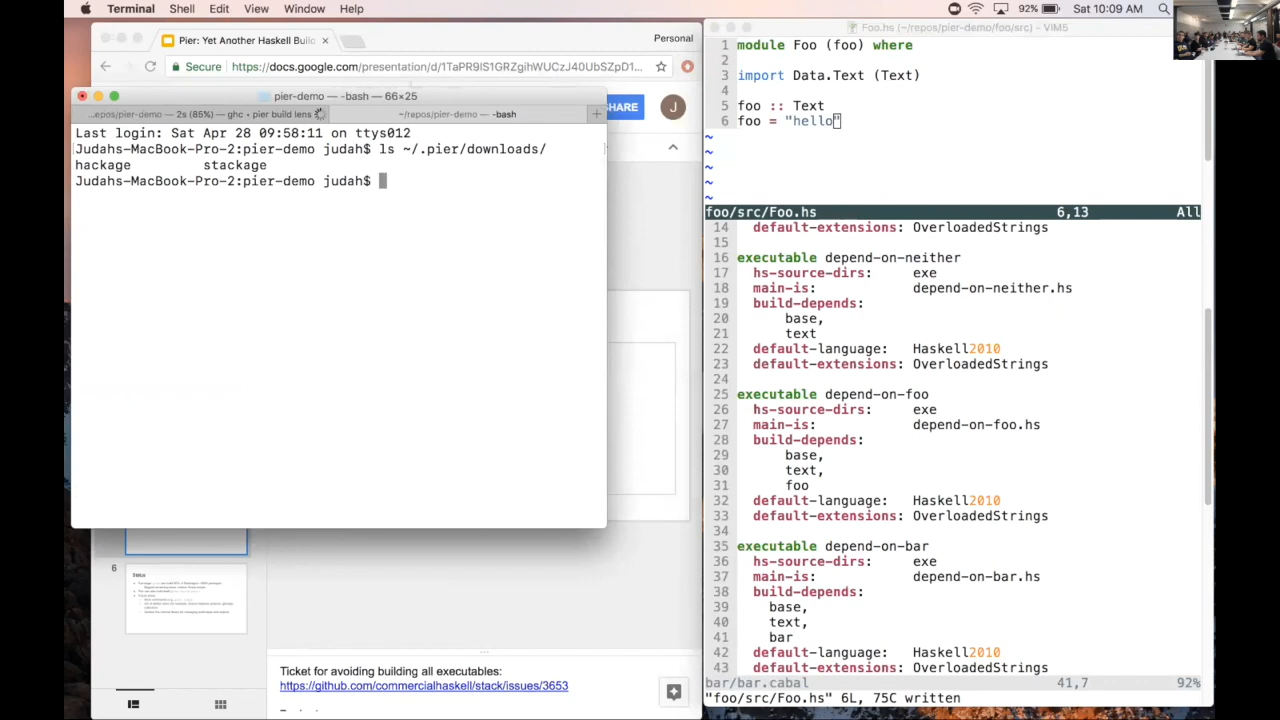 Terminal Shell Edit View Window Help
92% Sat 10:09 AM
Pier: Yet Another Haskell Buil
Personal
Secure https://docs.google.com/presentation/d/1TaPR9S1GRZgihWUCzJ40UbSZpD1...
SHARE
J
pier-demo — -bash — 66×25
...epos/pier-demo — 2s (85%) — ghc • pier build lens
~/repos/pier-demo — -bash
Last login: Sat Apr 28 09:58:11 on ttys012
Judahs-MacBook-Pro-2:pier-demo judah$ ls ~/.pier/downloads/
hackage stackage
Judahs-MacBook-Pro-2:pier-demo judah$
6
Ticket for avoiding building all executables:
https://github.com/commercialhaskell/stack/issues/3653
Foo.hs (~/repos/pier-demo/foo/src) - VIM5
1 module Foo (foo) where
2
3 import Data.Text (Text)
4
5 foo :: Text
6 foo = "hello"
~
~
~
~
~
foo/src/Foo.hs 6,13 All
14 default-extensions: OverloadedStrings
15
16 executable depend-on-neither
17 hs-source-dirs: exe
18 main-is: depend-on-neither.hs
19 build-depends:
20 base,
21 text
22 default-language: Haskell2010
23 default-extensions: OverloadedStrings
24
25 executable depend-on-foo
26 hs-source-dirs: exe
27 main-is: depend-on-foo.hs
28 build-depends:
29 base,
30 text,
31 foo
32 default-language: Haskell2010
33 default-extensions: OverloadedStrings
34
35 executable depend-on-bar
36 hs-source-dirs: exe
37 main-is: depend-on-bar.hs
38 build-depends:
39 base,
40 text,
41 bar
42 default-language: Haskell2010
43 default-extensions: OverloadedStrings
bar/bar.cabal 41,7 92%
"foo/src/Foo.hs" 6L, 75C written